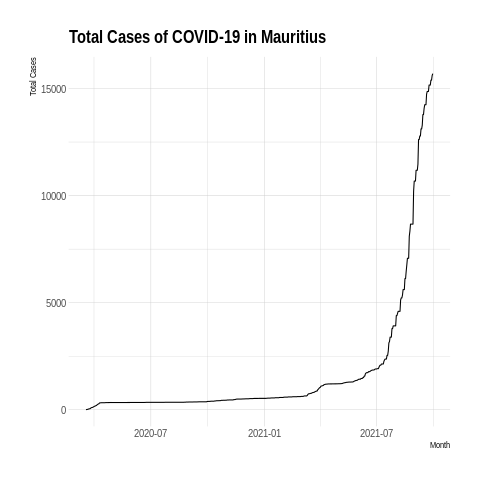 Total Cases of COVID-19 in Mauritius
Total Cases
15000
10000
5000
0
2020-07
2021-01
2021-07
Month